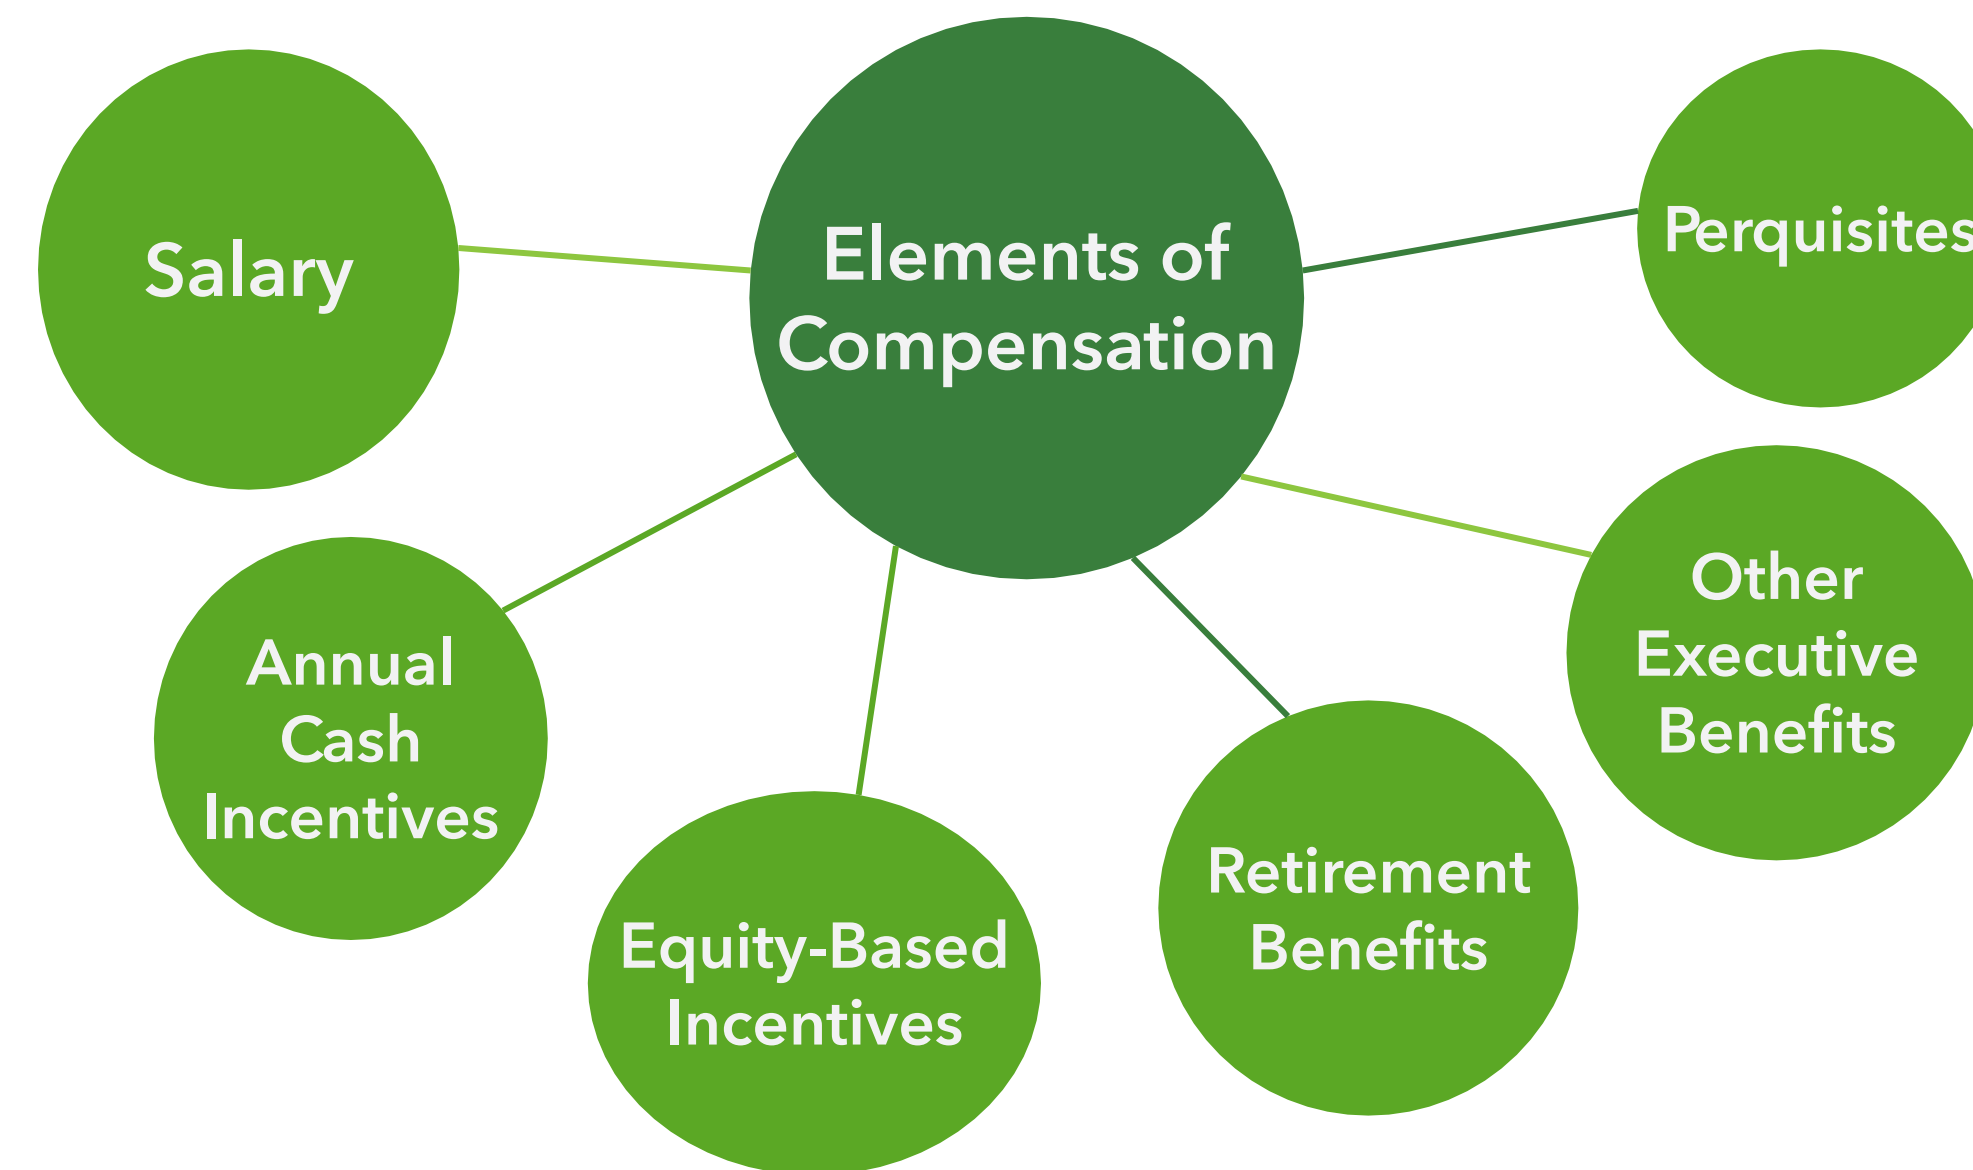 Elements of
Compensation
Salary
Annual
Cash
Incentives
Equity-Based
Incentives
Retirement
Benefits
Other
Executive
Benefits
Perquisites